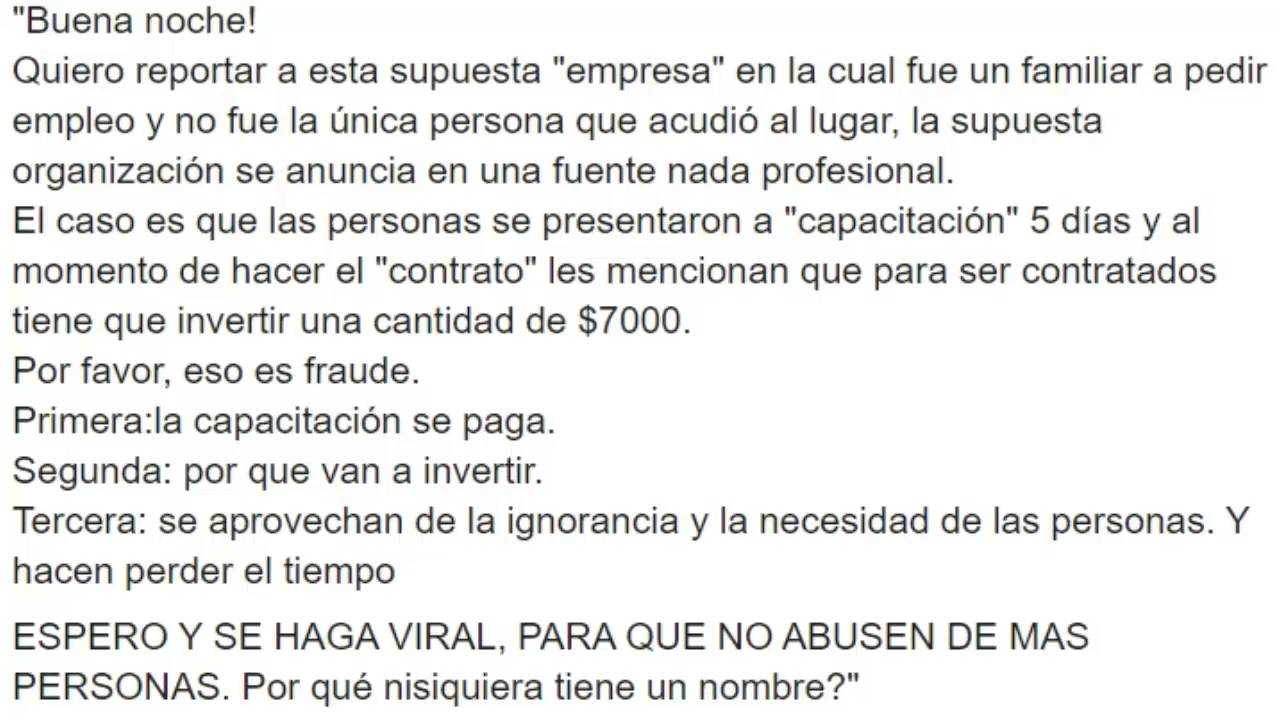 "Buena noche!
Quiero reportar a esta supuesta "empresa" en la cual fue un familiar a pedir
empleo y no fue la única persona que acudió al lugar, la supuesta
organización se anuncia en una fuente nada profesional.
El caso es que las personas se presentaron a "capacitación" 5 días y al
momento de hacer el "contrato" les mencionan que para ser contratados
tiene que invertir una cantidad de $7000.
Por favor, eso es fraude.
Primera:la capacitación se paga.
Segunda: por que van a invertir.
Tercera: se aprovechan de la ignorancia y la necesidad de las personas. Y
hacen perder el tiempo
ESPERO Y SE HAGA VIRAL, PARA QUE NO ABUSEN DE MAS
PERSONAS. Por qué nisiquiera tiene un nombre?"